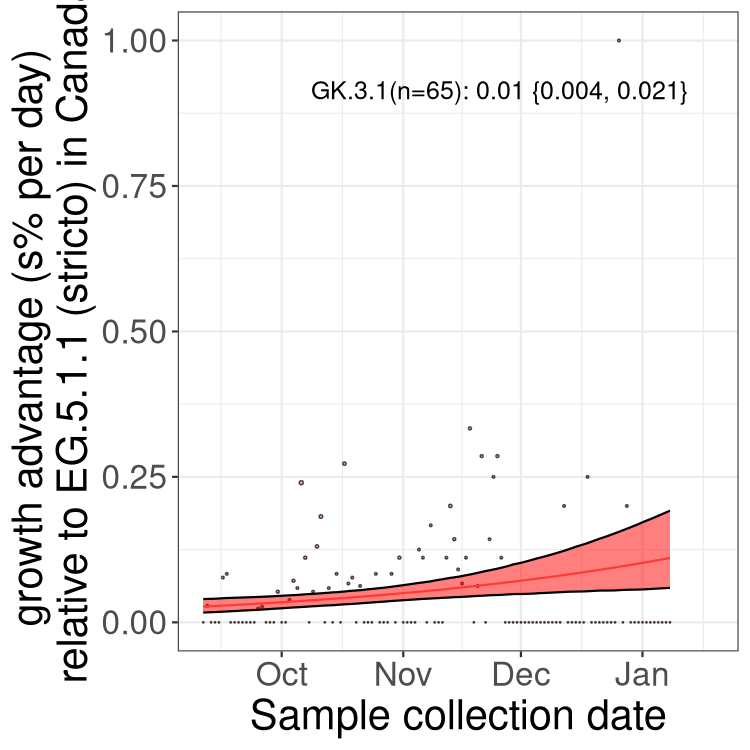 growth advantage (s% per day)
relative to EG.5.1.1 (stricto) in Canada
1.00
GK.3.1(n=65): 0.01 {0.004, 0.021}
0.75
0.50
0.25
0.00
Oct Nov Dec Jan
Sample collection date